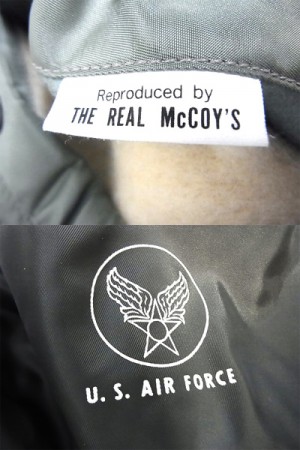 Reproduced by
THE REAL McCOY'S
U. S. AIR FORCE